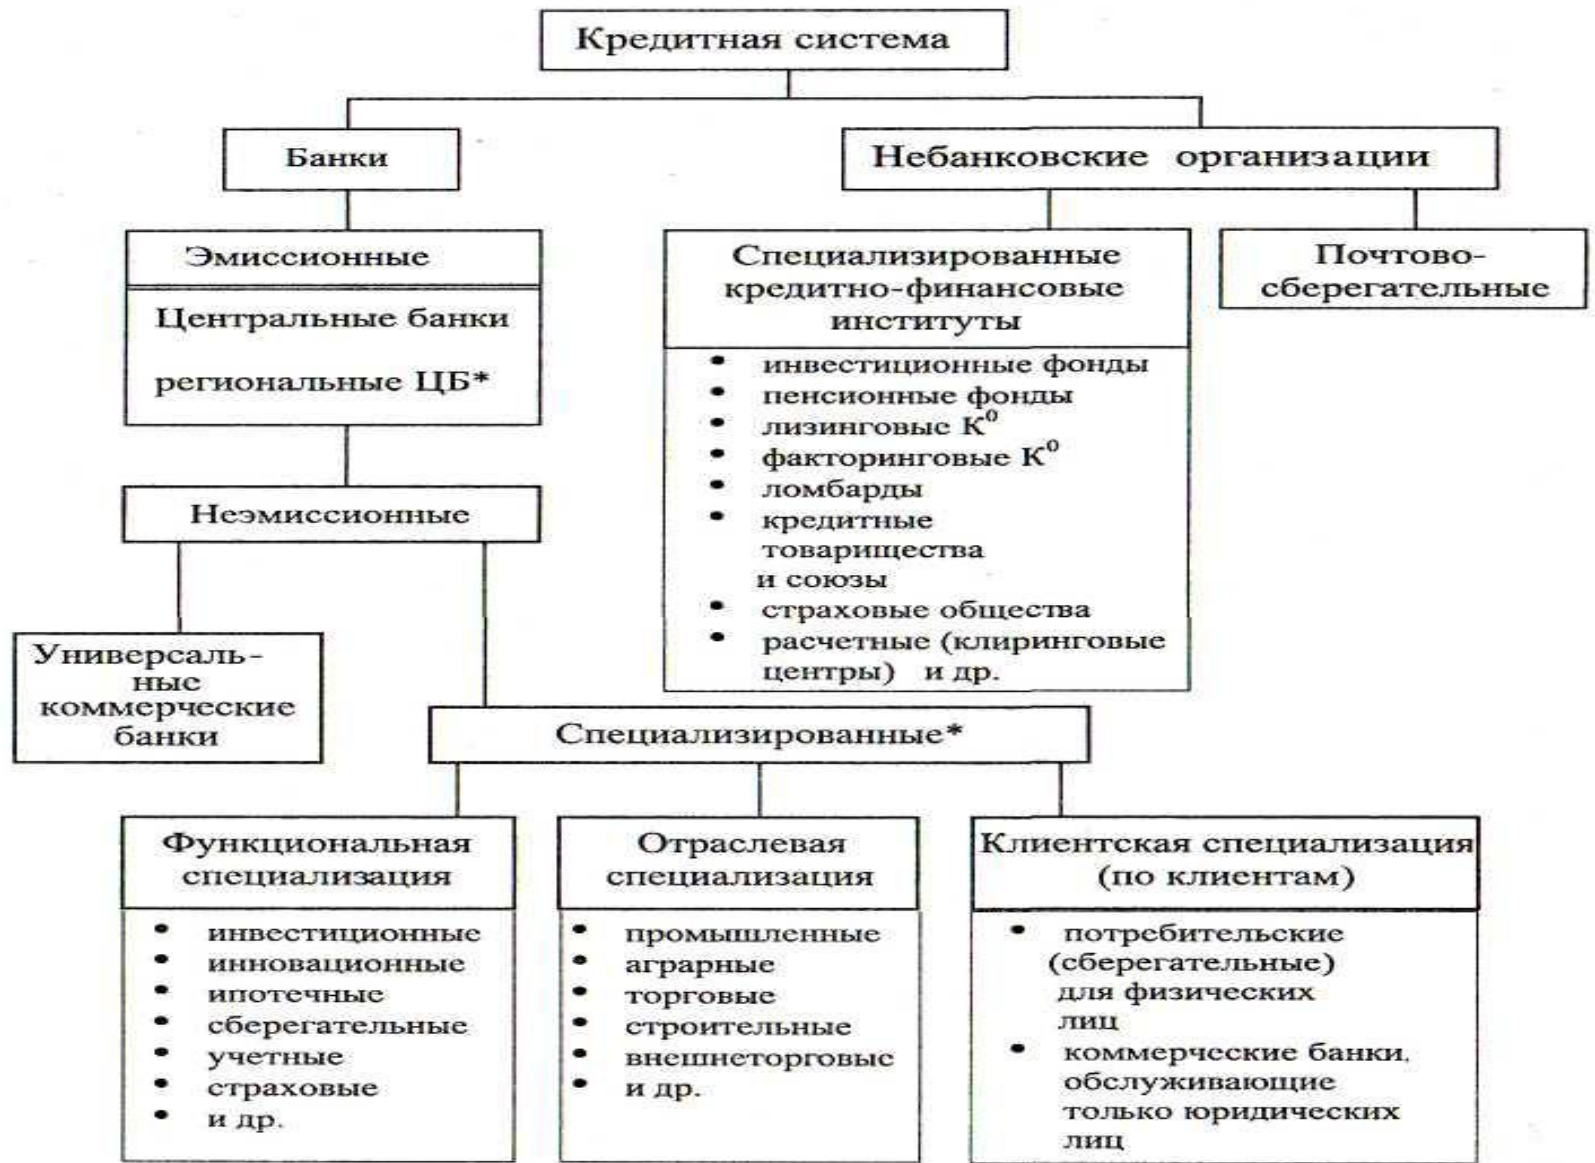 Кредитная система
Банки
Небанковские организации
Эмиссионные
Центральные банки
региональные ЦБ*
Специализированные
кредитно-финансовые
институты
• инвестиционные фонды
• пенсионные фонды
• лизинговые К⁰
• факторинговые К⁰
• ломбарды
• кредитные
товарищества
и союзы
• страховые общества
• расчетные (клиринговые
центры) и др.
Почтово-
сберегательные
Неэмиссионные
Универсаль-
ные
коммерческие
банки
Специализированные*
Функциональная
специализация
• инвестиционные
• инновационные
• ипотечные
• сберегательные
• учетные
• страховые
• и др.
Отраслевая
специализация
• промышленные
• аграрные
• торговые
• строительные
• внешнеторговые
• и др.
Клиентская специализация
(по клиентам)
• потребительские
(сберегательные)
для физических
лиц
• коммерческие банки,
обслуживающие
только юридических
лиц